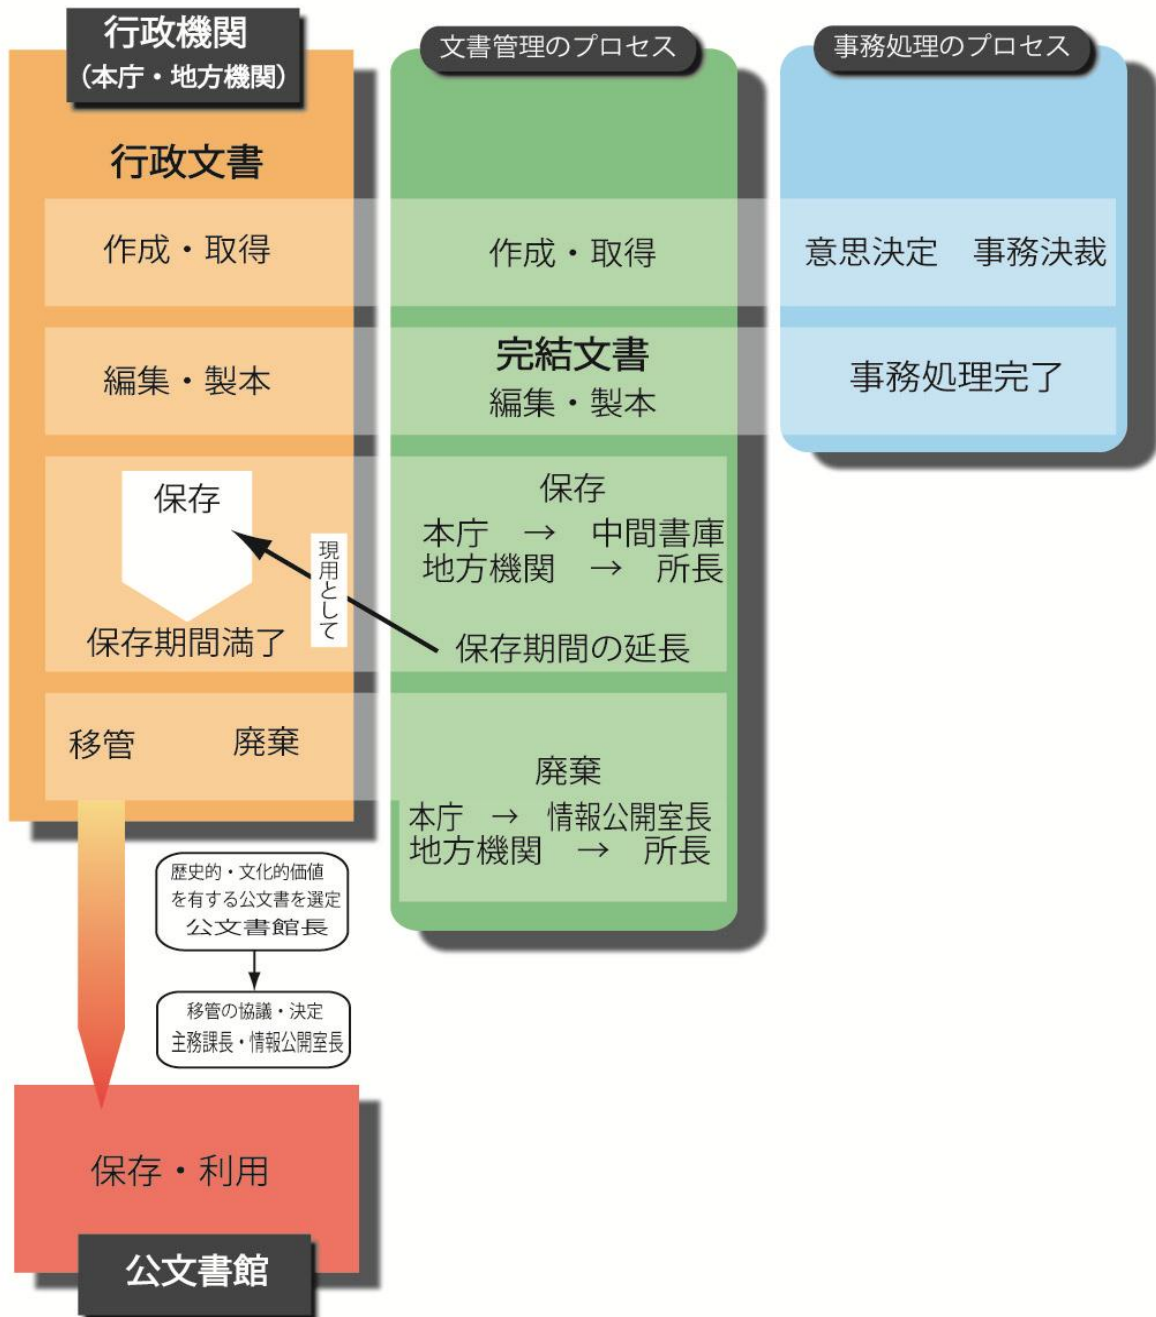 行政機関
（本庁・地方機関）
行政文書
作成・取得
編集・製本
保存
現用として
保存期間満了
移管　廃棄
文書管理のプロセス
作成・取得
完結文書
編集・製本
保存
本庁　→　中間書庫
地方機関　→　所長
保存期間の延長
廃棄
本庁　→　情報公開室長
地方機関　→　所長
事務処理のプロセス
意思決定　事務決裁
事務処理完了
歴史的・文化的価値
を有する公文書を選定
公文書館長
移管の協議・決定
主務課長・情報公開室長
保存・利用
公文書館